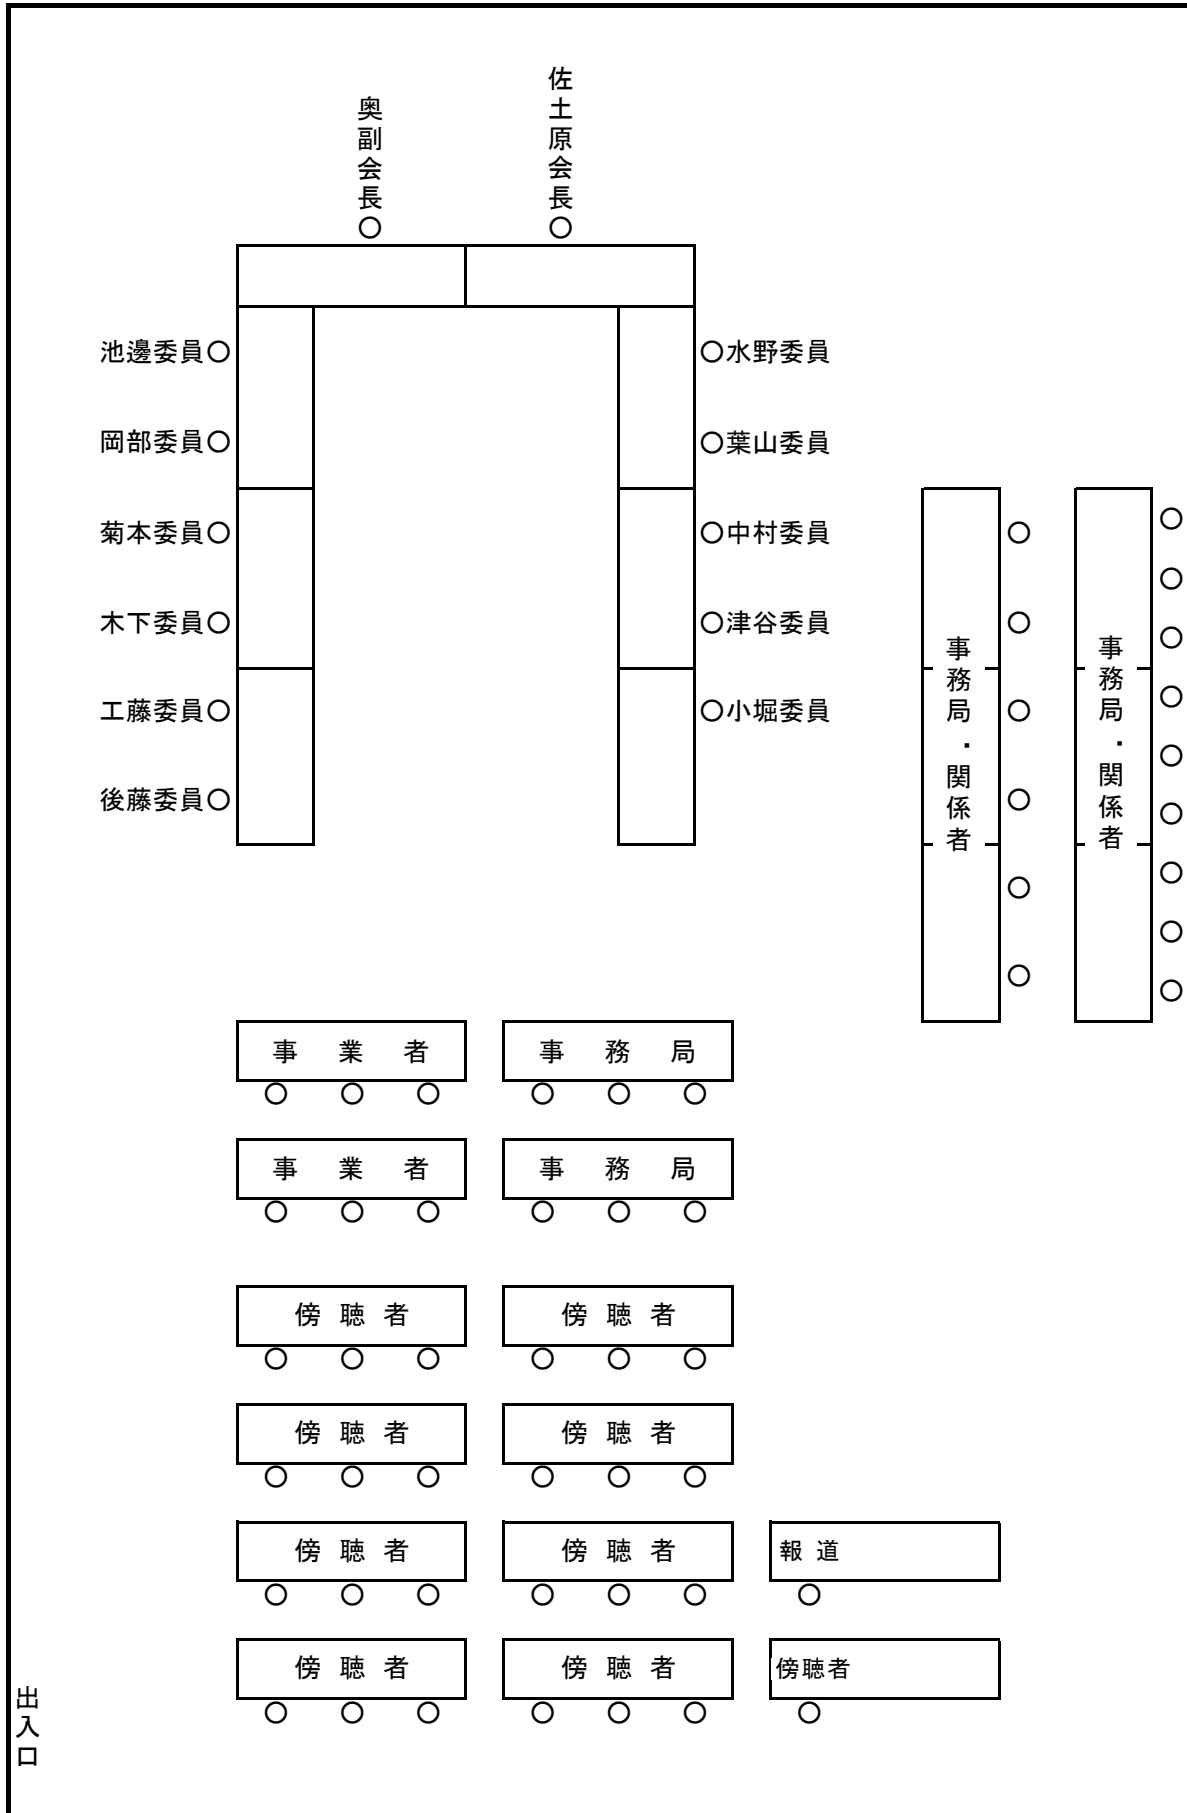 佐土原会長○
奥副会長○
池邊委員○
○水野委員
岡部委員○
○葉山委員
菊本委員○
○中村委員
木下委員○
○津谷委員
工藤委員○
○小堀委員
後藤委員○
事務局・関係者
事務局・関係者
事業者
事務局
事業者
事務局
傍聴者
傍聴者
傍聴者
傍聴者
傍聴者
傍聴者
報道
傍聴者
傍聴者
傍聴者
出入口